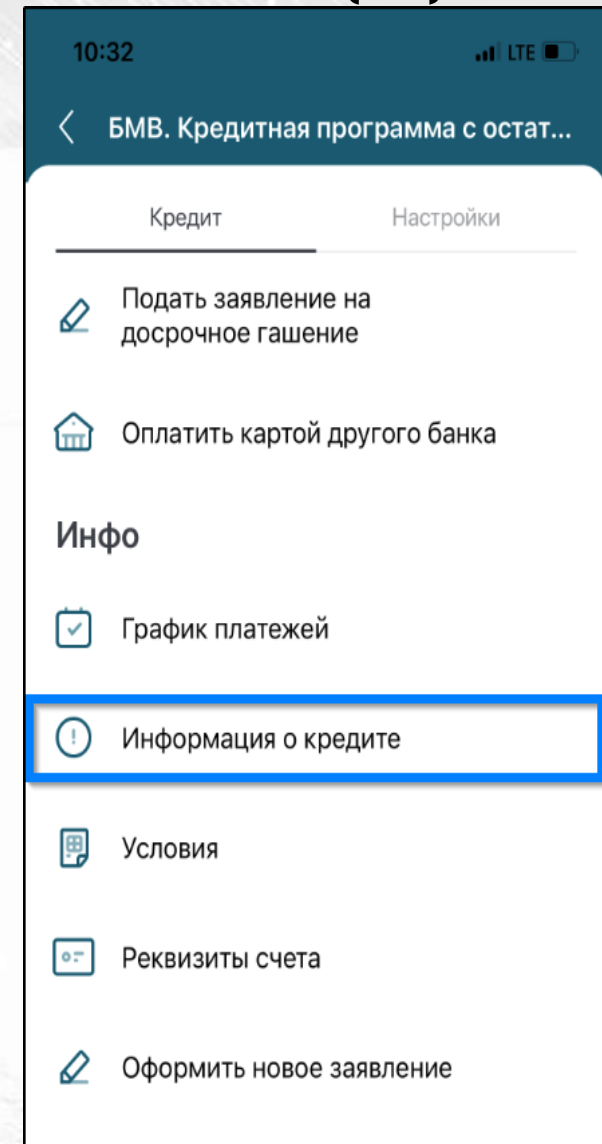 10:32 LTE
БМВ. Кредитная программа с остат...
Кредит Настройки
Подать заявление на
досрочное гашение
Оплатить картой другого банка
Инфо
График платежей
Информация о кредите
Условия
Реквизиты счета
Оформить новое заявление